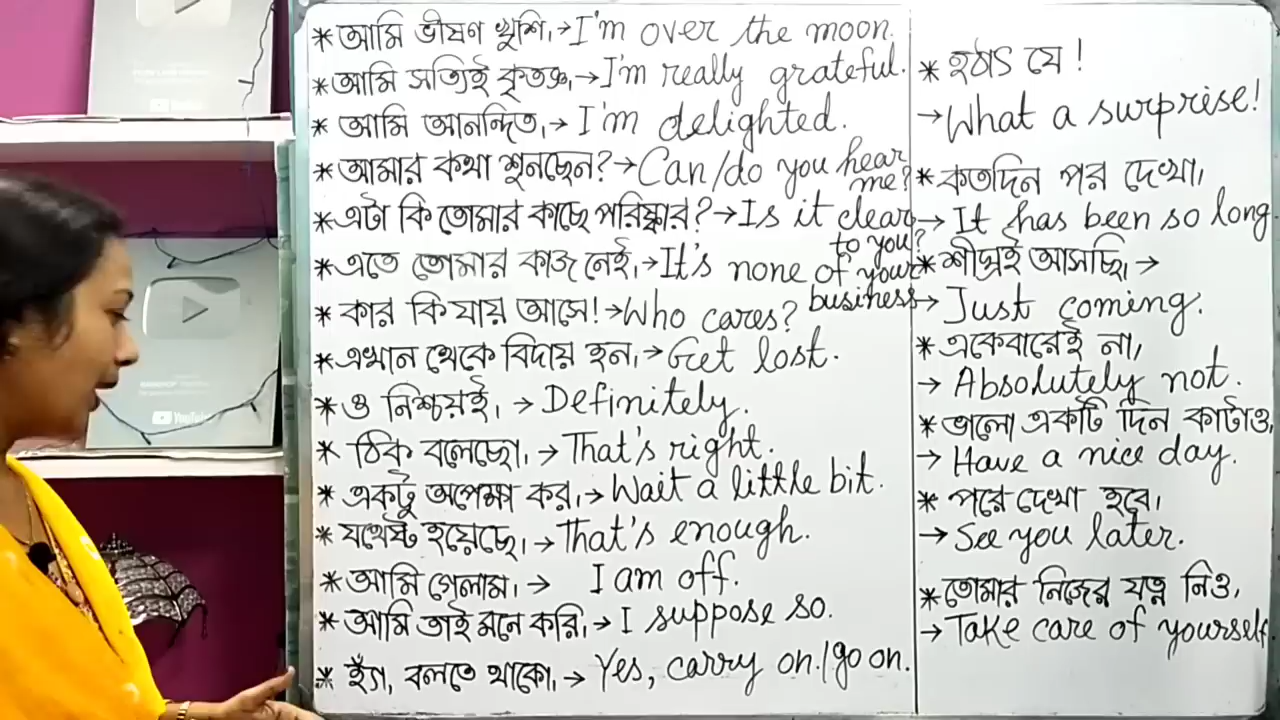 * আমি ভীষণ খুশি।→I'm over the moon.
* আমি সত্যিই কৃতজ্ঞ।→I'm really grateful.
* আমি আনন্দিত।→ I'm delighted.
* আমার কথা শুনছেন?→Can/do you hear
me?
* এটা কি তোমার কাছে পরিষ্কার?→Is it clear
to you?
* এতে তোমার কাজ নেই।→It's none of your
business
* কার কি যায় আসে!→Who cares?
* এখান থেকে বিদায় হন।→Get lost.
* ও নিশ্চয়ই।→ Definitely.
* ঠিক বলেছো।→That's right.
* একটু অপেক্ষা কর।→Wait a little bit.
* যথেষ্ট হয়েছে।→That's enough.
* আমি গেলাম।→ I am off.
* আমি তাই মনে করি।→I suppose so.
* হ্যাঁ, বলতে থাকো।→ Yes, carry on./go on.
* হঠাৎ যে!
→What a surprise!
* কতদিন পর দেখা।
→ It has been so long
* শীঘ্রই আসছি।→
→ Just coming.
* একেবারেই না।
→ Absolutely not.
* ভালো একটি দিন কাটাও।
→ Have a nice day.
* পরে দেখা হবে।
→ See you later.
* তোমার নিজের যত্ন নিও।
→ Take care of yourself.
YouTube